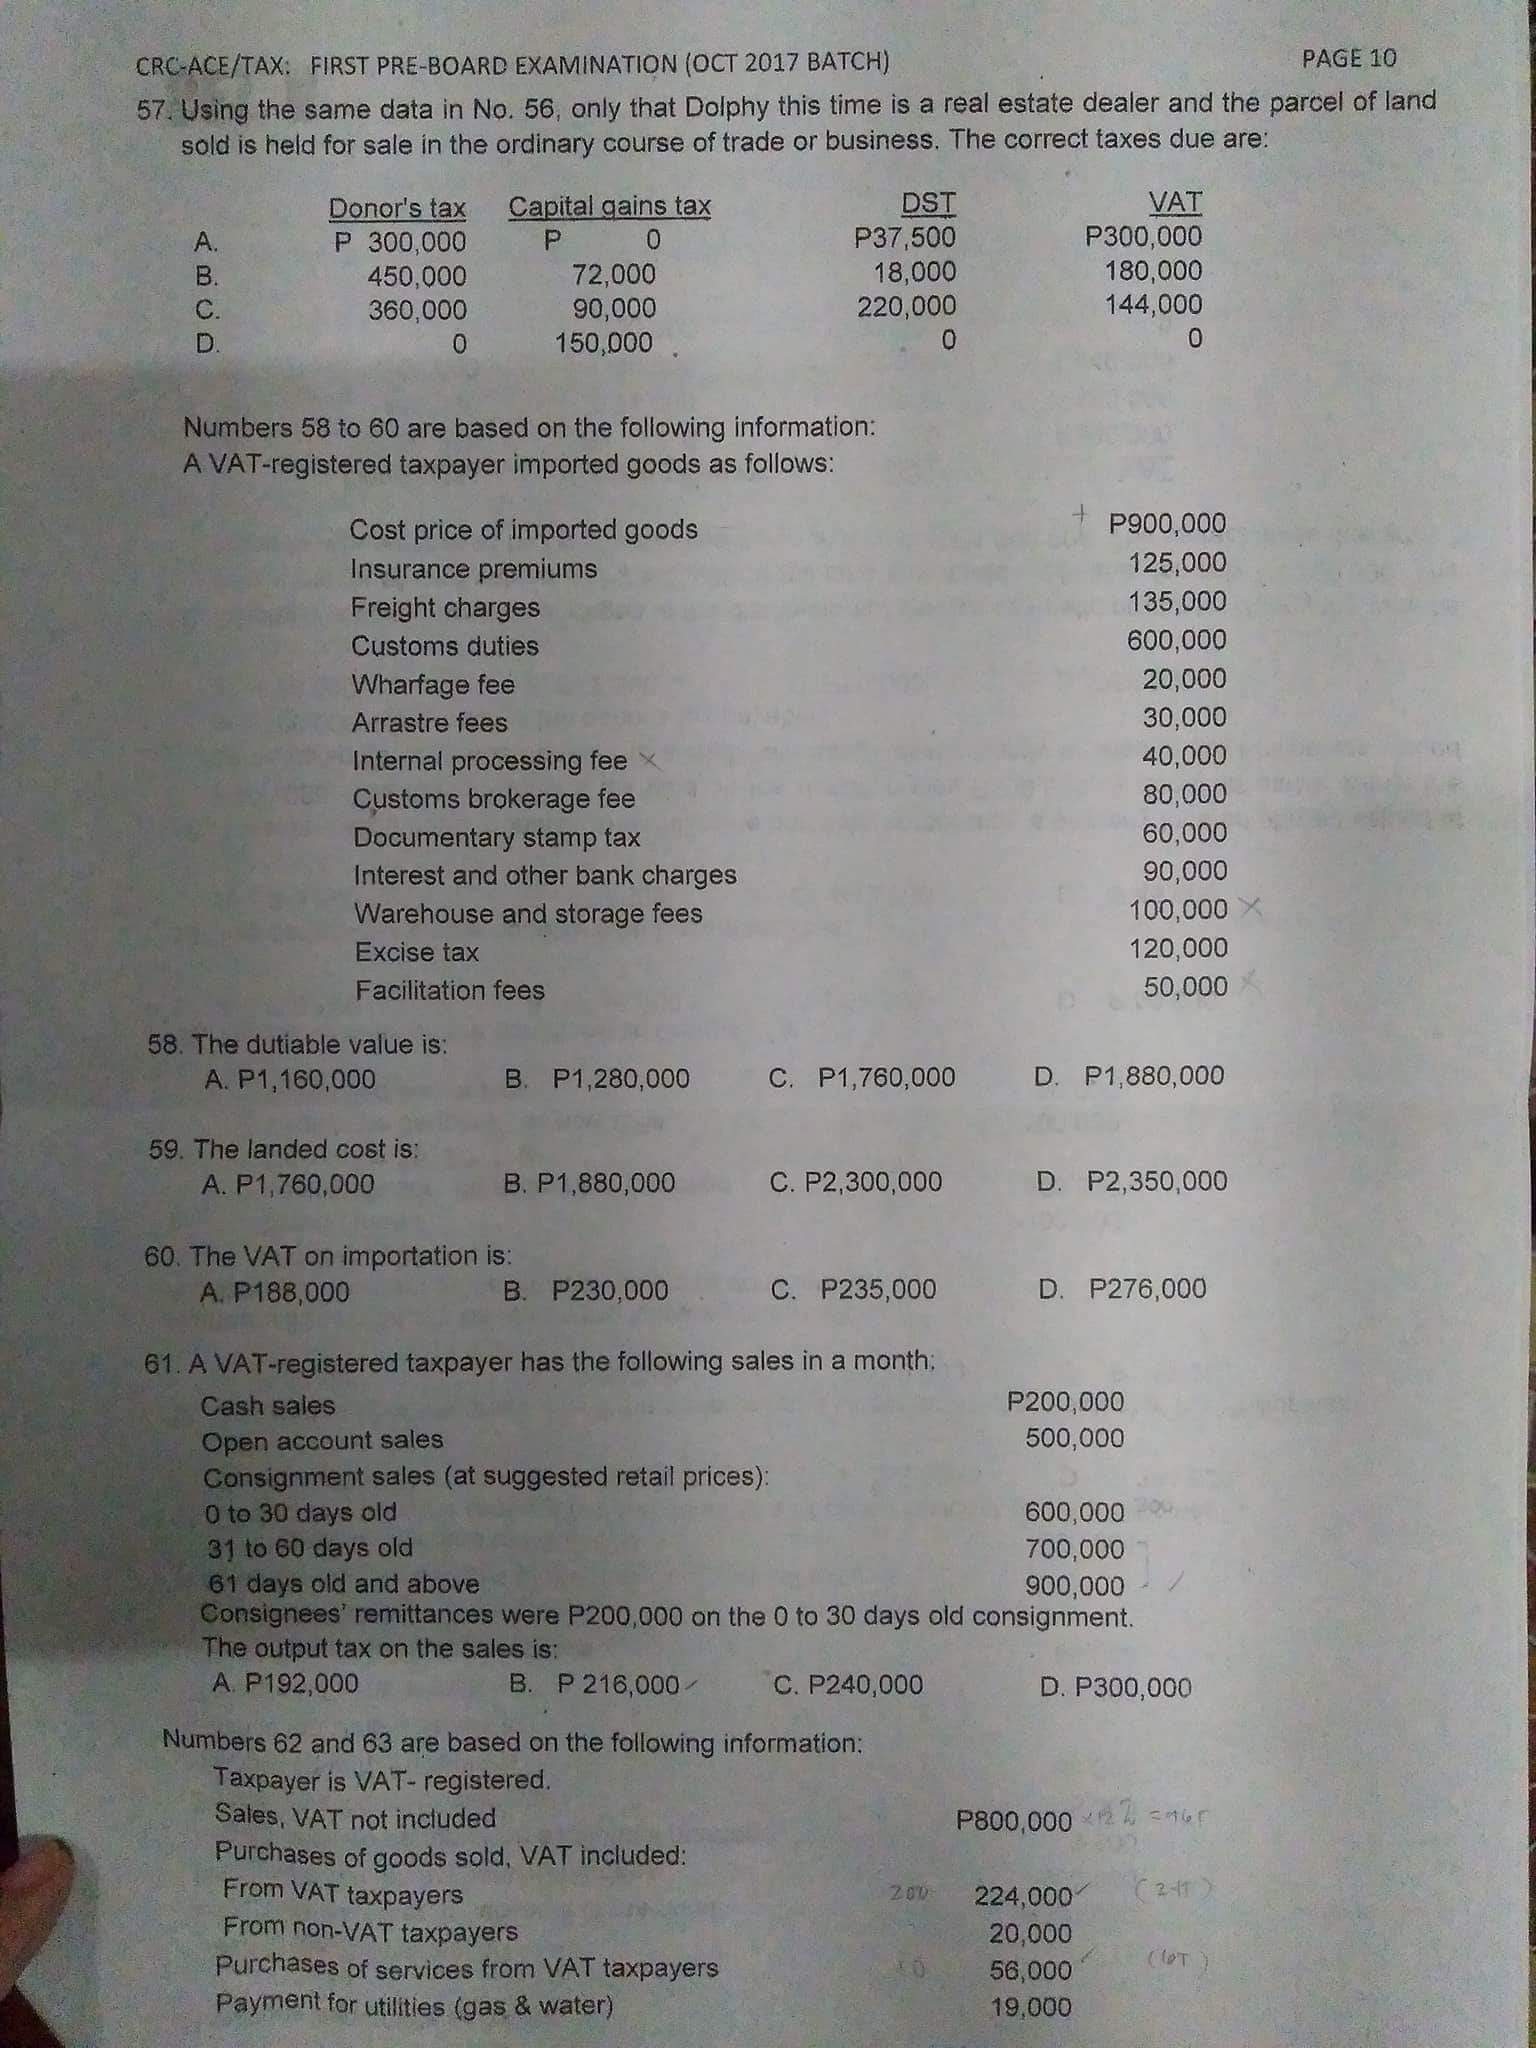 CRC-ACE/TAX: FIRST PRE-BOARD EXAMINATION (OCT 2017 BATCH) PAGE 10
57. Using the same data in No. 56, only that Dolphy this time is a real estate dealer and the parcel of land
sold is held for sale in the ordinary course of trade or business. The correct taxes due are:
Donor's tax Capital gains tax DST VAT
A. P 300,000 P 0 P37,500 P300,000
B. 450,000 72,000 18,000 180,000
C. 360,000 90,000 220,000 144,000
D. 0 150,000 0 0
Numbers 58 to 60 are based on the following information:
A VAT-registered taxpayer imported goods as follows:
Cost price of imported goods + P900,000
Insurance premiums 125,000
Freight charges 135,000
Customs duties 600,000
Wharfage fee 20,000
Arrastre fees 30,000
Internal processing fee x 40,000
Customs brokerage fee 80,000
Documentary stamp tax 60,000
Interest and other bank charges 90,000
Warehouse and storage fees 100,000 x
Excise tax 120,000
Facilitation fees 50,000 x
58. The dutiable value is:
A. P1,160,000 B. P1,280,000 C. P1,760,000 D. P1,880,000
59. The landed cost is:
A. P1,760,000 B. P1,880,000 C. P2,300,000 D. P2,350,000
60. The VAT on importation is:
A. P188,000 B. P230,000 C. P235,000 D. P276,000
61. A VAT-registered taxpayer has the following sales in a month:
Cash sales P200,000
Open account sales 500,000
Consignment sales (at suggested retail prices):
0 to 30 days old 600,000 200
31 to 60 days old 700,000
61 days old and above 900,000
Consignees' remittances were P200,000 on the 0 to 30 days old consignment.
The output tax on the sales is:
A. P192,000 B. P 216,000 C. P240,000 D. P300,000
Numbers 62 and 63 are based on the following information:
Taxpayer is VAT- registered.
Sales, VAT not included P800,000
Purchases of goods sold, VAT included:
From VAT taxpayers 200 224,000
From non-VAT taxpayers 20,000
Purchases of services from VAT taxpayers 56,000
Payment for utilities (gas & water) 19,000